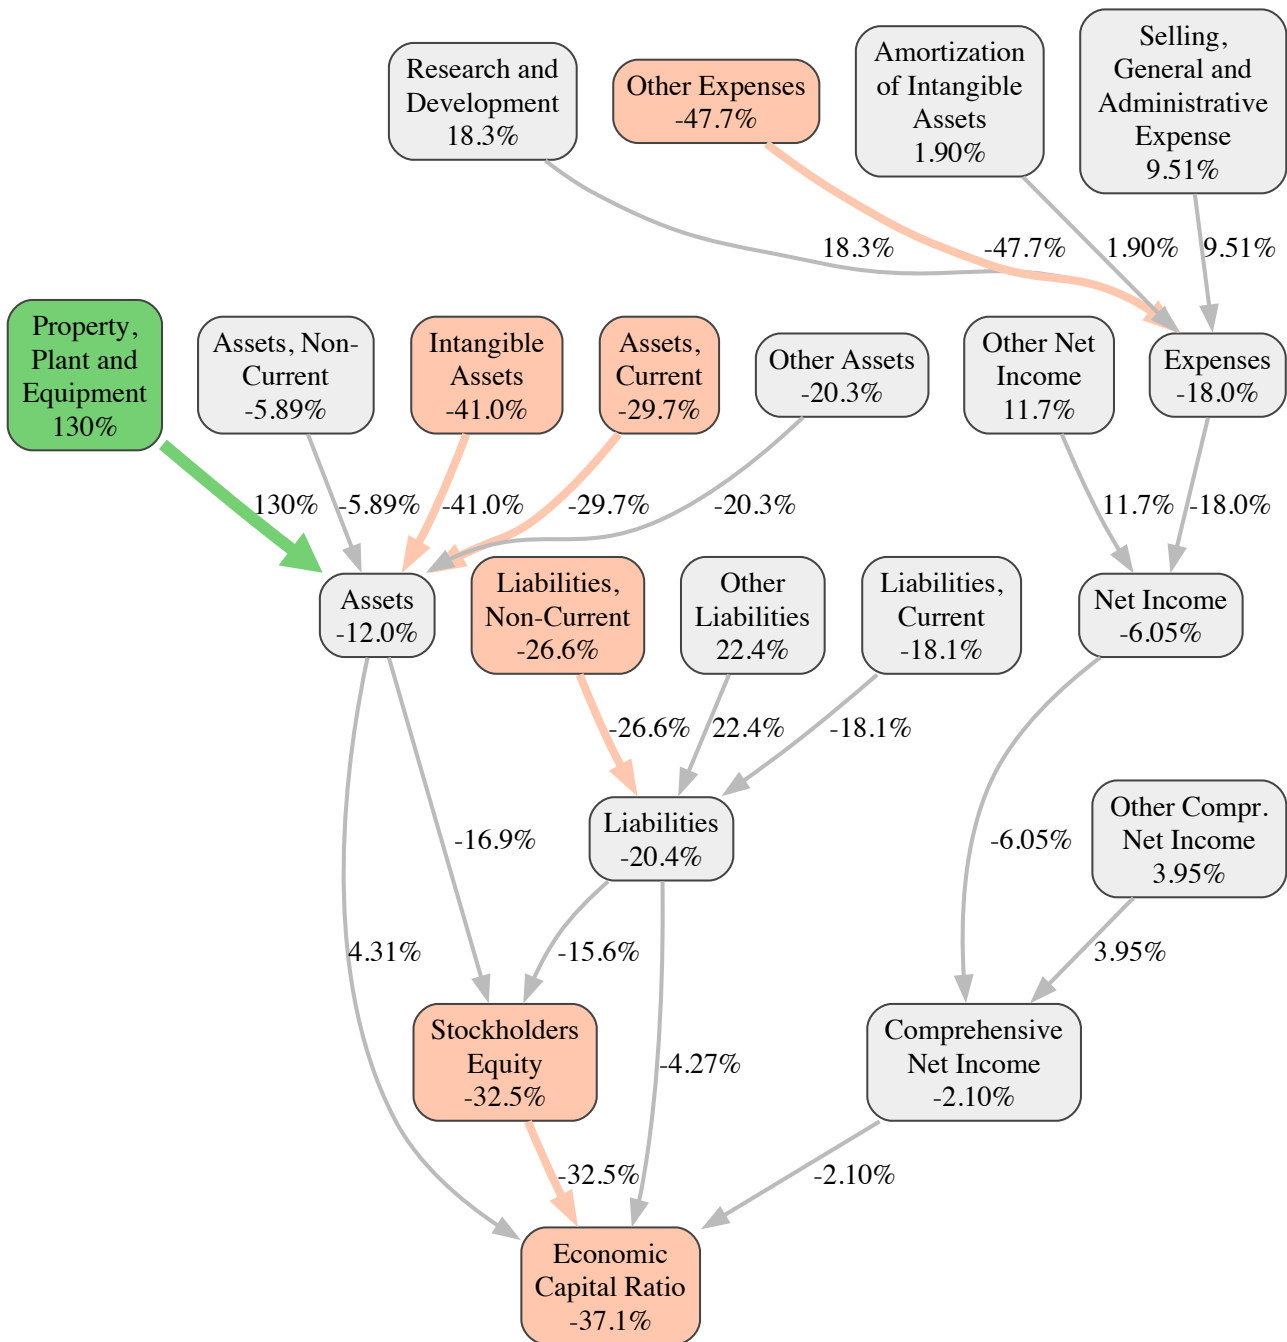 Research and
Development
18.3%
Other Expenses
-47.7%
Amortization
of Intangible
Assets
1.90%
Selling,
General and
Administrative
Expense
9.51%
18.3%
-47.7%
1.90%
9.51%
Property,
Plant and
Equipment
130%
Assets, Non-
Current
-5.89%
Intangible
Assets
-41.0%
Assets,
Current
-29.7%
Other Assets
-20.3%
Other Net
Income
11.7%
Expenses
-18.0%
130%
-5.89%
-41.0%
-29.7%
-20.3%
11.7%
-18.0%
Assets
-12.0%
Liabilities,
Non-Current
-26.6%
Other
Liabilities
22.4%
Liabilities,
Current
-18.1%
Net Income
-6.05%
-26.6%
22.4%
-18.1%
-16.9%
Liabilities
-20.4%
-6.05%
Other Compr.
Net Income
3.95%
4.31%
-15.6%
3.95%
Stockholders
Equity
-32.5%
-4.27%
Comprehensive
Net Income
-2.10%
-32.5%
-2.10%
Economic
Capital Ratio
-37.1%